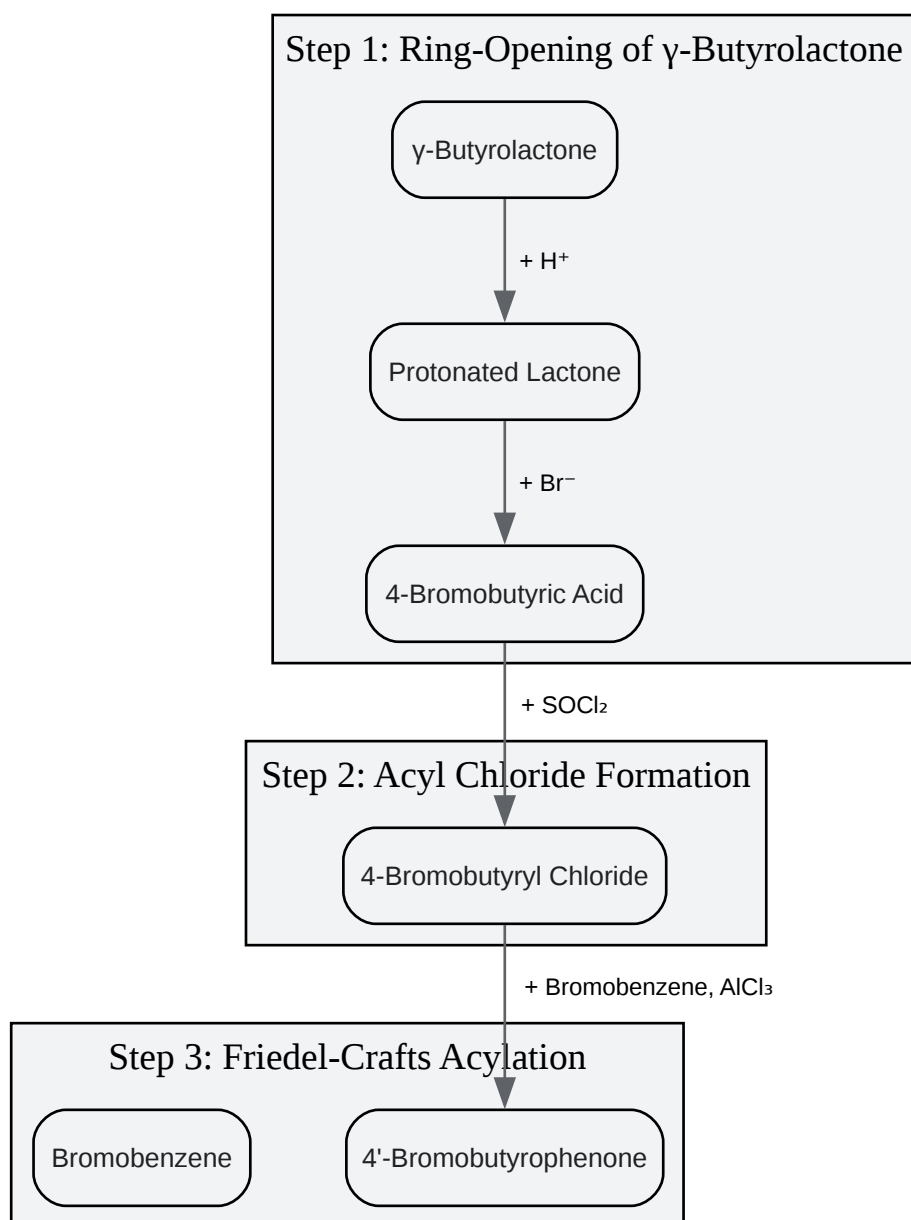 Step 1: Ring-Opening of γ-Butyrolactone
γ-Butyrolactone
+ H⁺
Protonated Lactone
+ Br⁻
4-Bromobutyric Acid
+ SOCl₂
Step 2: Acyl Chloride Formation
4-Bromobutyryl Chloride
+ Bromobenzene, AlCl₃
Step 3: Friedel-Crafts Acylation
Bromobenzene
4'-Bromobutyrophenone